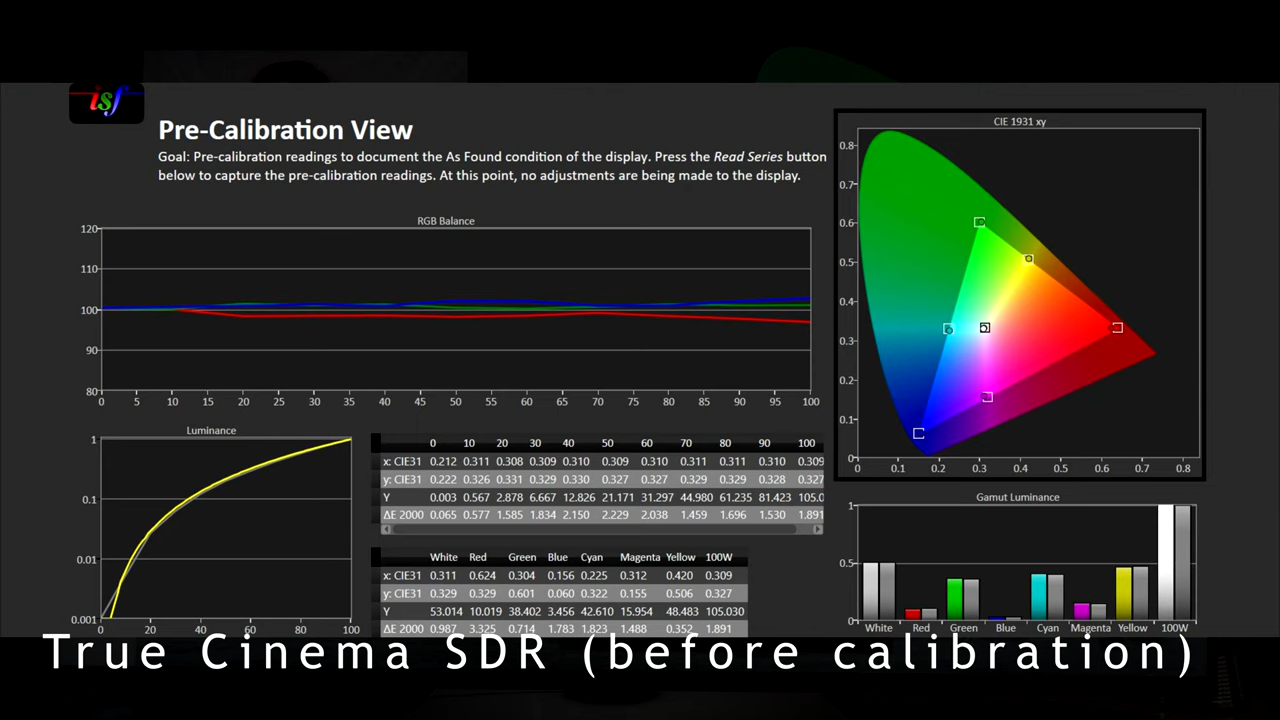 isf
Pre-Calibration View
Goal: Pre-calibration readings to document the As Found condition of the display. Press the Read Series button
below to capture the pre-calibration readings. At this point, no adjustments are being made to the display.
RGB Balance
120
110
100
90
80
0 5 10 15 20 25 30 35 40 45 50 55 60 65 70 75 80 85 90 95 100
CIE 1931 xy
0.8
0.7
0.6
0.5
0.4
0.3
0.2
0.1
0
0 0.1 0.2 0.3 0.4 0.5 0.6 0.7 0.8
Luminance
1
0.1
0.01
0.001
0 20 40 60 80 100
0 10 20 30 40 50 60 70 80 90 100
x: CIE31 0.212 0.311 0.308 0.309 0.310 0.309 0.310 0.311 0.311 0.310 0.309
y: CIE31 0.222 0.326 0.331 0.329 0.330 0.327 0.327 0.329 0.329 0.328 0.327
Y 0.003 0.567 2.878 6.667 12.826 21.171 31.297 44.980 61.235 81.423 105.0
ΔE 2000 0.065 0.577 1.585 1.834 2.150 2.229 2.038 1.459 1.696 1.530 1.891
White Red Green Blue Cyan Magenta Yellow 100W
x: CIE31 0.311 0.624 0.304 0.156 0.225 0.312 0.420 0.309
y: CIE31 0.329 0.329 0.601 0.060 0.322 0.155 0.506 0.327
Y 53.014 10.019 38.402 3.456 42.610 15.954 48.483 105.030
ΔE 2000 0.987 3.325 0.714 1.783 1.823 1.488 0.352 1.891
Gamut Luminance
1
0.5
0
White Red Green Blue Cyan Magenta Yellow 100W
True Cinema SDR (before calibration)